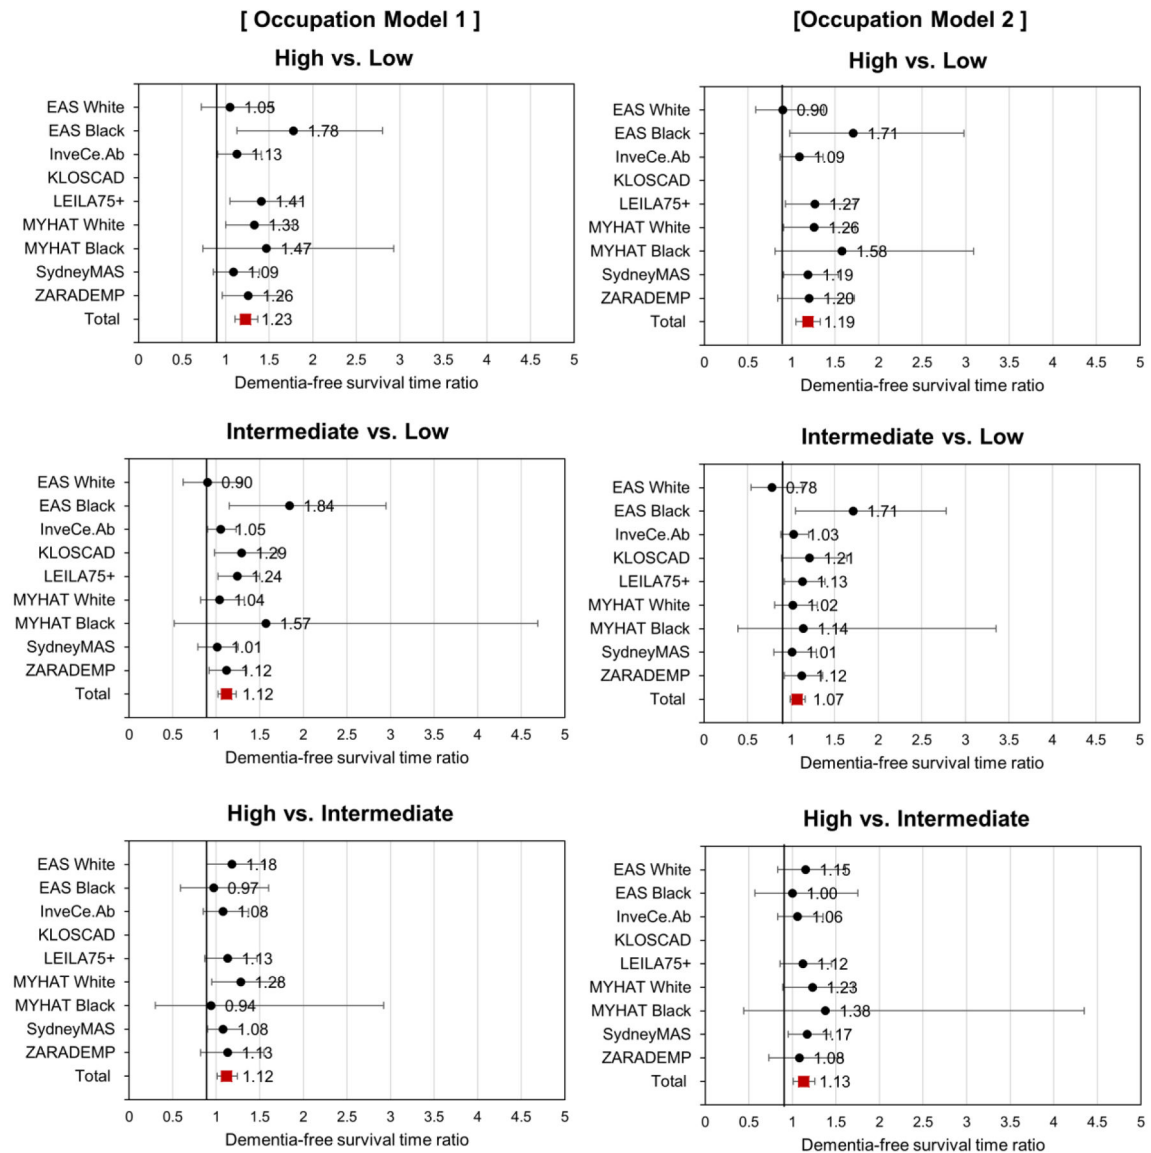 [ Occupation Model 1 ]
High vs. Low
EAS White 1.05
EAS Black 1.78
InveCe.Ab 1.13
KLOSCAD
LEILA75+ 1.41
MYHAT White 1.33
MYHAT Black 1.47
SydneyMAS 1.09
ZARADEMP 1.26
Total 1.23
0 0.5 1 1.5 2 2.5 3 3.5 4 4.5 5
Dementia-free survival time ratio
[Occupation Model 2 ]
High vs. Low
EAS White 0.90
EAS Black 1.71
InveCe.Ab 1.09
KLOSCAD
LEILA75+ 1.27
MYHAT White 1.26
MYHAT Black 1.58
SydneyMAS 1.19
ZARADEMP 1.20
Total 1.19
0 0.5 1 1.5 2 2.5 3 3.5 4 4.5 5
Dementia-free survival time ratio
Intermediate vs. Low
EAS White 0.90
EAS Black 1.84
InveCe.Ab 1.05
KLOSCAD 1.29
LEILA75+ 1.24
MYHAT White 1.04
MYHAT Black 1.57
SydneyMAS 1.01
ZARADEMP 1.12
Total 1.12
0 0.5 1 1.5 2 2.5 3 3.5 4 4.5 5
Dementia-free survival time ratio
Intermediate vs. Low
EAS White 0.78
EAS Black 1.71
InveCe.Ab 1.03
KLOSCAD 1.21
LEILA75+ 1.13
MYHAT White 1.02
MYHAT Black 1.14
SydneyMAS 1.01
ZARADEMP 1.12
Total 1.07
0 0.5 1 1.5 2 2.5 3 3.5 4 4.5 5
Dementia-free survival time ratio
High vs. Intermediate
EAS White 1.18
EAS Black 0.97
InveCe.Ab 1.08
KLOSCAD
LEILA75+ 1.13
MYHAT White 1.28
MYHAT Black 0.94
SydneyMAS 1.08
ZARADEMP 1.13
Total 1.12
0 0.5 1 1.5 2 2.5 3 3.5 4 4.5 5
Dementia-free survival time ratio
High vs. Intermediate
EAS White 1.15
EAS Black 1.00
InveCe.Ab 1.06
KLOSCAD
LEILA75+ 1.12
MYHAT White 1.23
MYHAT Black 1.38
SydneyMAS 1.17
ZARADEMP 1.08
Total 1.13
0 0.5 1 1.5 2 2.5 3 3.5 4 4.5 5
Dementia-free survival time ratio